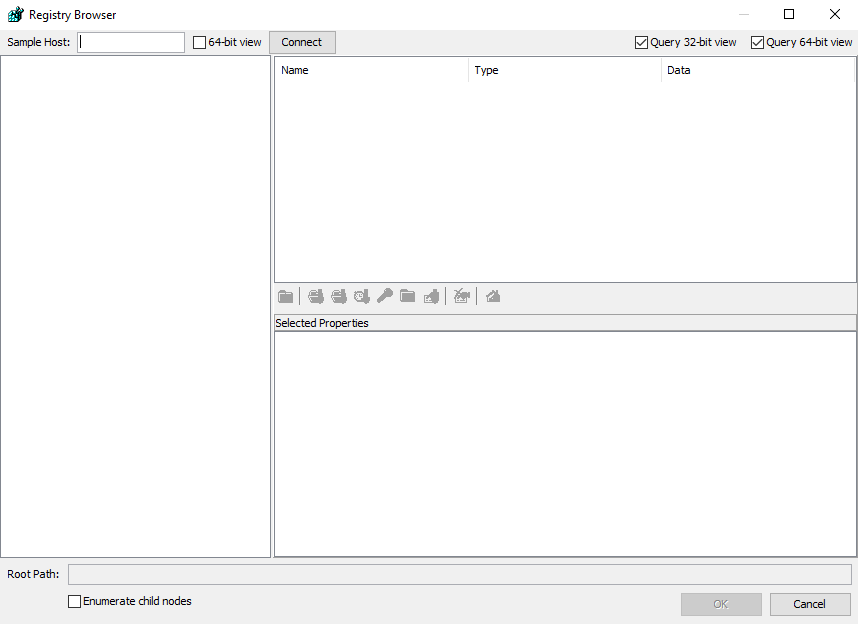 Registry Browser
Sample Host: 64-bit view Connect Query 32-bit view Query 64-bit view
Name Type Data
Selected Properties
Root Path:
Enumerate child nodes
OK Cancel